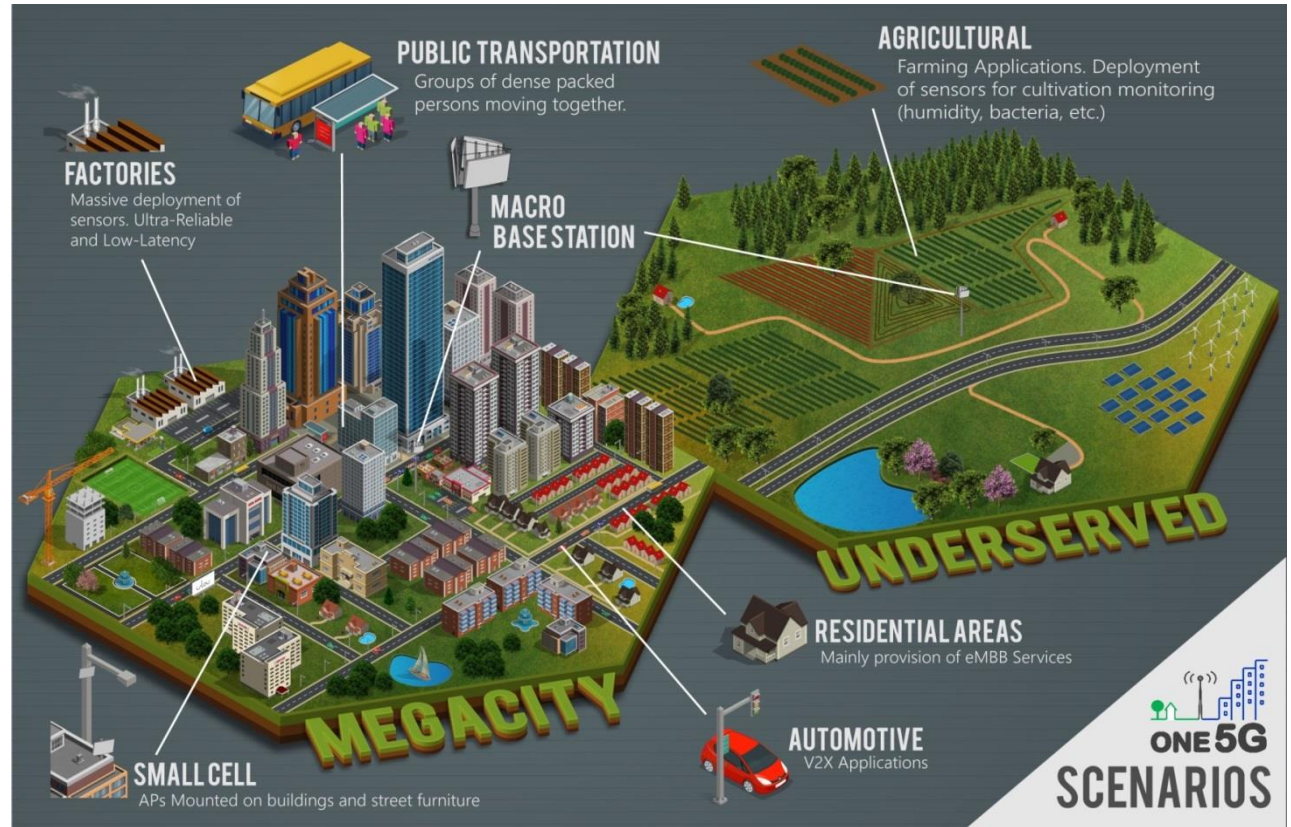 PUBLIC TRANSPORTATION
Groups of dense packed
persons moving together.
AGRICULTURAL
Farming Applications. Deployment
of sensors for cultivation monitoring
(humidity, bacteria, etc.)
FACTORIES
Massive deployment of
sensors. Ultra-Reliable
and Low-Latency
MACRO
BASE STATION
UNDERSERVED
MEGACITY
RESIDENTIAL AREAS
Mainly provision of eMBB Services
AUTOMOTIVE
V2X Applications
SMALL CELL
APs Mounted on buildings and street furniture
ONE5G
SCENARIOS